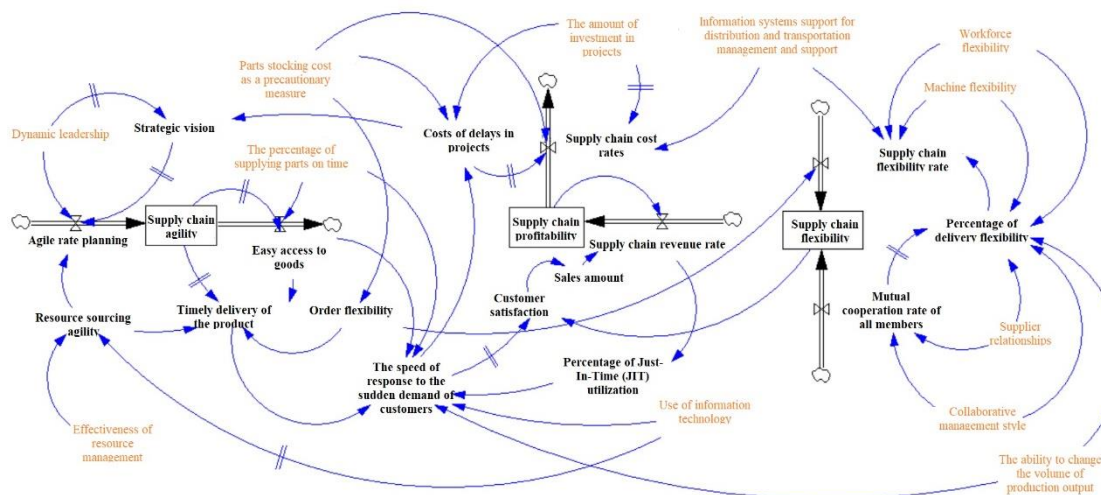 The amount of
investment in
projects
Information systems support for
distribution and transportation
management and support
Workforce
flexibility
Parts stocking cost
as a precautionary
measure
Machine flexibility
Dynamic leadership
Strategic vision
Costs of delays in
projects
Supply chain cost
rates
Supply chain
flexibility rate
The percentage of
supplying parts on time
Agile rate planning
Supply chain
agility
Easy access to
goods
Supply chain
profitability
Supply chain revenue rate
Supply chain
flexibility
Percentage of
delivery flexibility
Sales amount
Customer
satisfaction
Resource sourcing
agility
Timely delivery of
the product
Order flexibility
Mutual
cooperation rate of
all members
Supplier
relationships
The speed of
response to the
sudden demand of
customers
Percentage of Just-
In-Time (JIT)
utilization
Use of information
technology
Collaborative
management style
Effectiveness of
resource
management
The ability to change
the volume of
production output